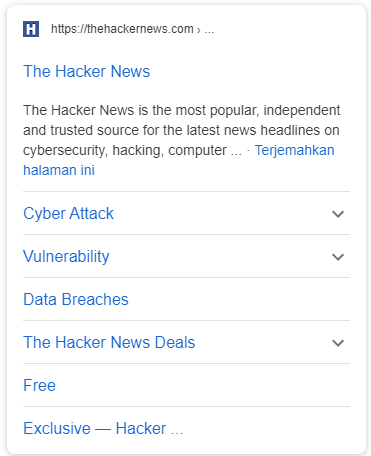 H
https://thehackernews.com › ...
The Hacker News
The Hacker News is the most popular, independent
and trusted source for the latest news headlines on
cybersecurity, hacking, computer ... · Terjemahkan
halaman ini
Cyber Attack
Vulnerability
Data Breaches
The Hacker News Deals
Free
Exclusive — Hacker ...